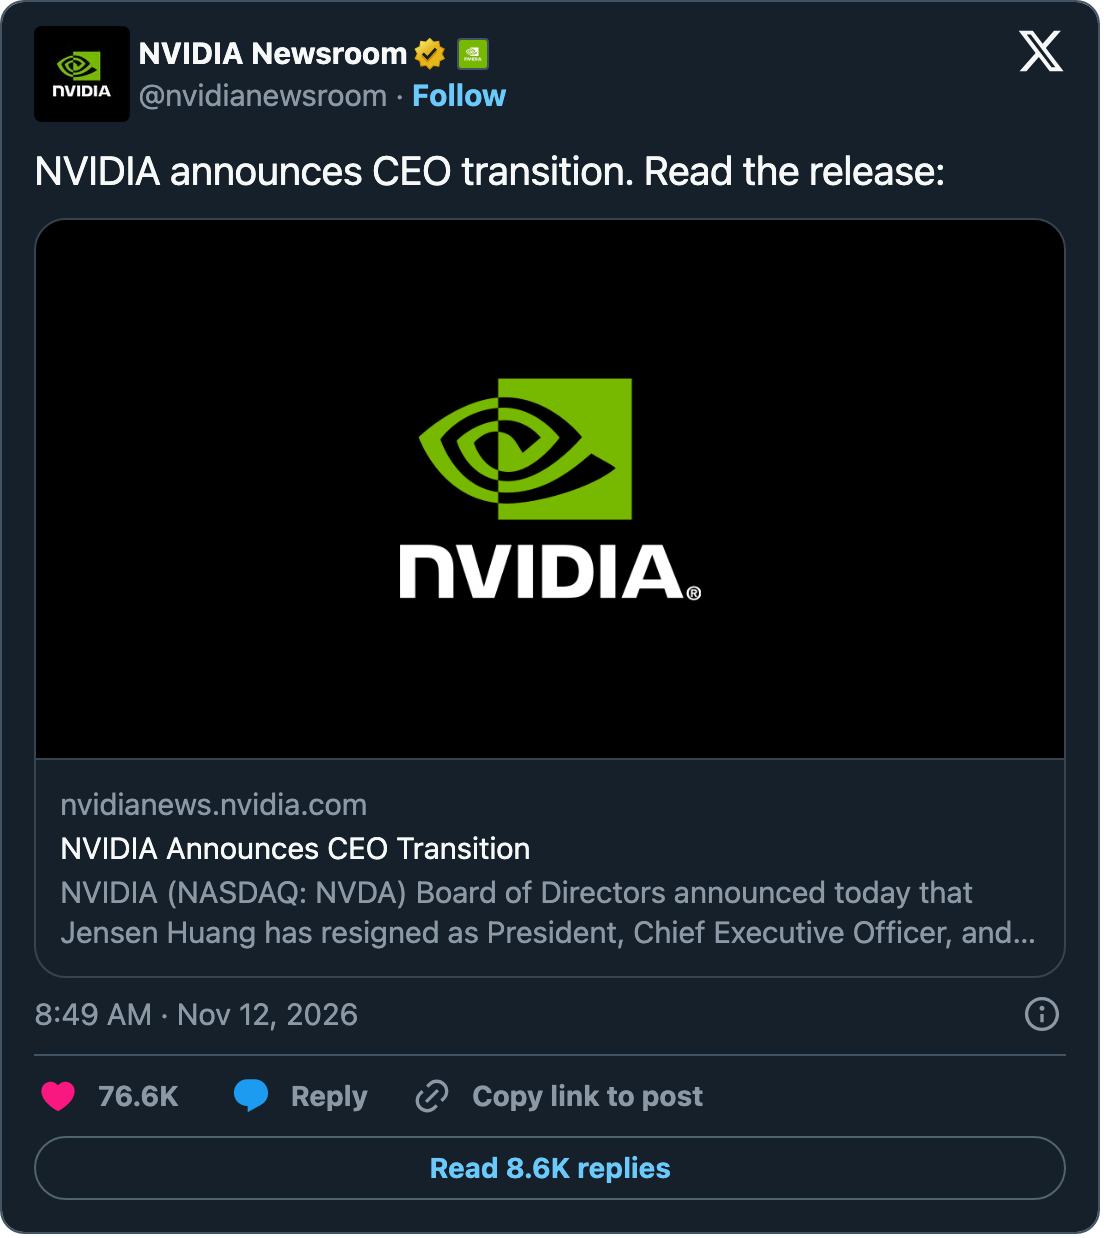 NVIDIA
NVIDIA Newsroom
NVIDIA
@nvidianewsroom · Follow
NVIDIA announces CEO transition. Read the release:
NVIDIA®
nvidianews.nvidia.com
NVIDIA Announces CEO Transition
NVIDIA (NASDAQ: NVDA) Board of Directors announced today that
Jensen Huang has resigned as President, Chief Executive Officer, and...
8:49 AM · Nov 12, 2026
76.6K Reply Copy link to post
Read 8.6K replies